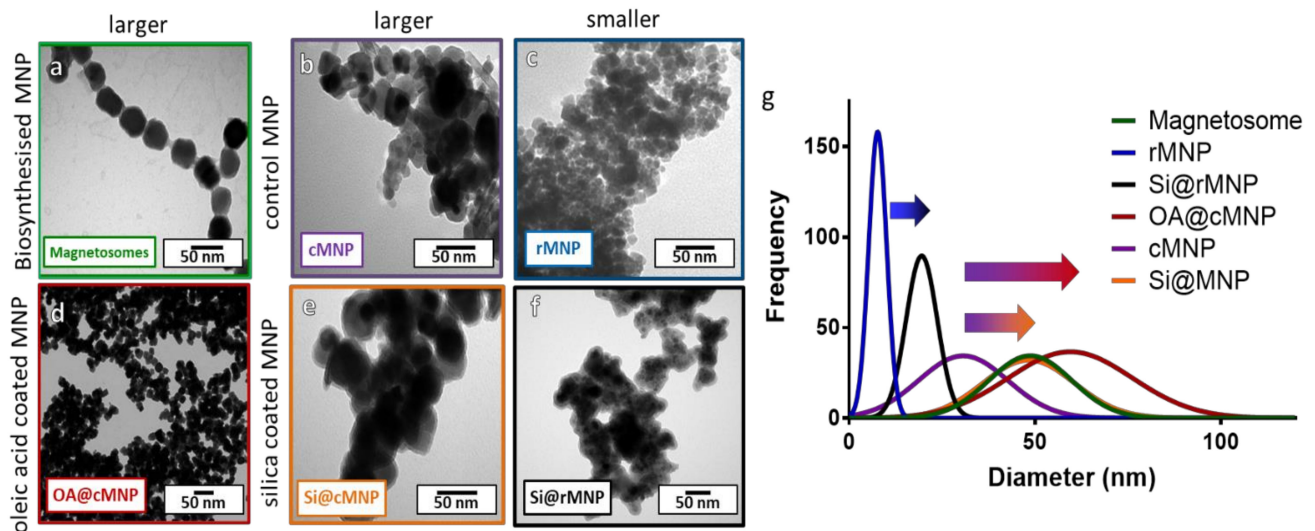 larger
larger
smaller
Biosynthesised MNP
a
Magnetosomes
50 nm
control MNP
b
cMNP
50 nm
c
rMNP
50 nm
oleic acid coated MNP
d
OA@cMNP
50 nm
silica coated MNP
e
Si@cMNP
50 nm
f
Si@rMNP
50 nm
g
Magnetosome
rMNP
Si@rMNP
OA@cMNP
cMNP
Si@MNP
Frequency
150
100
50
0
0
50
100
Diameter (nm)